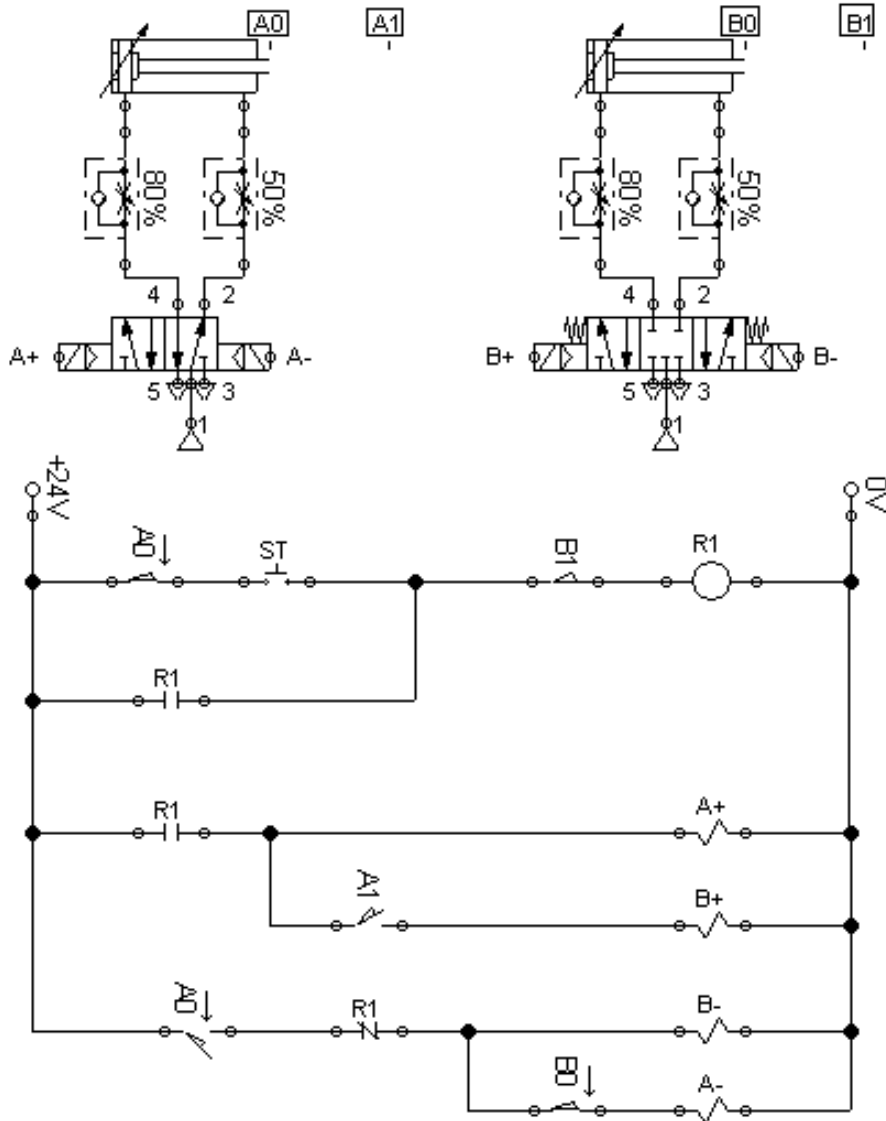 A0 A1 B0 B1
80% 50% 80% 50%
4 2 4 2
A+ A- B+ B-
5 3 5 3
1 1
+24V 0V
A0 ST B1 R1
R1
R1 A+
A1 B+
A0 R1 B-
B0 A-